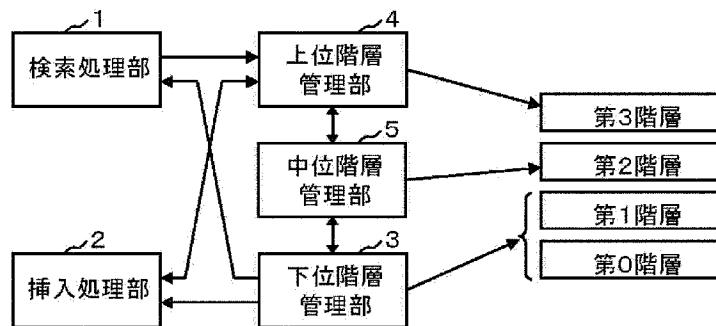 1
検索処理部
4
上位階層
管理部
第3階層
5
中位階層
管理部
第2階層
第1階層
2
挿入処理部
3
下位階層
管理部
第0階層